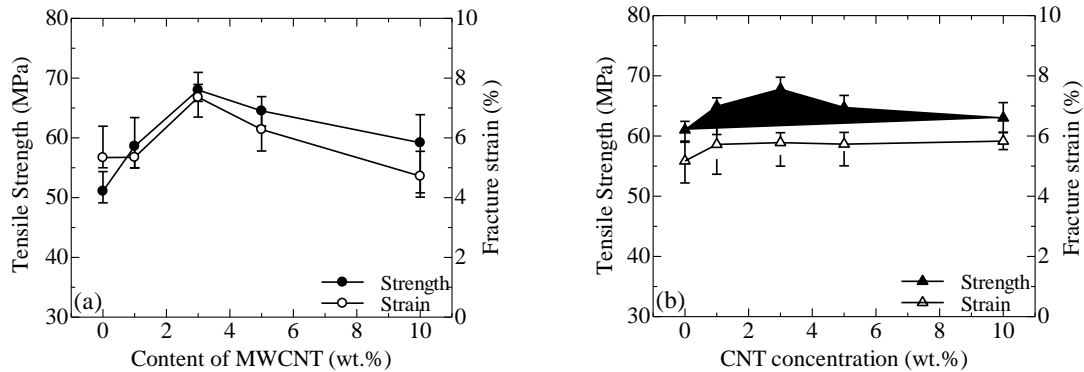 80
70
60
50
40
30
Tensile Strength (MPa)
10
8
6
4
2
0
Fracture strain (%)
Strength
Strain
(a)
0 2 4 6 8 10
Content of MWCNT (wt.%)
80
70
60
50
40
30
Tensile Strength (MPa)
10
8
6
4
2
0
Fracture strain (%)
Strength
Strain
(b)
0 2 4 6 8 10
CNT concentration (wt.%)